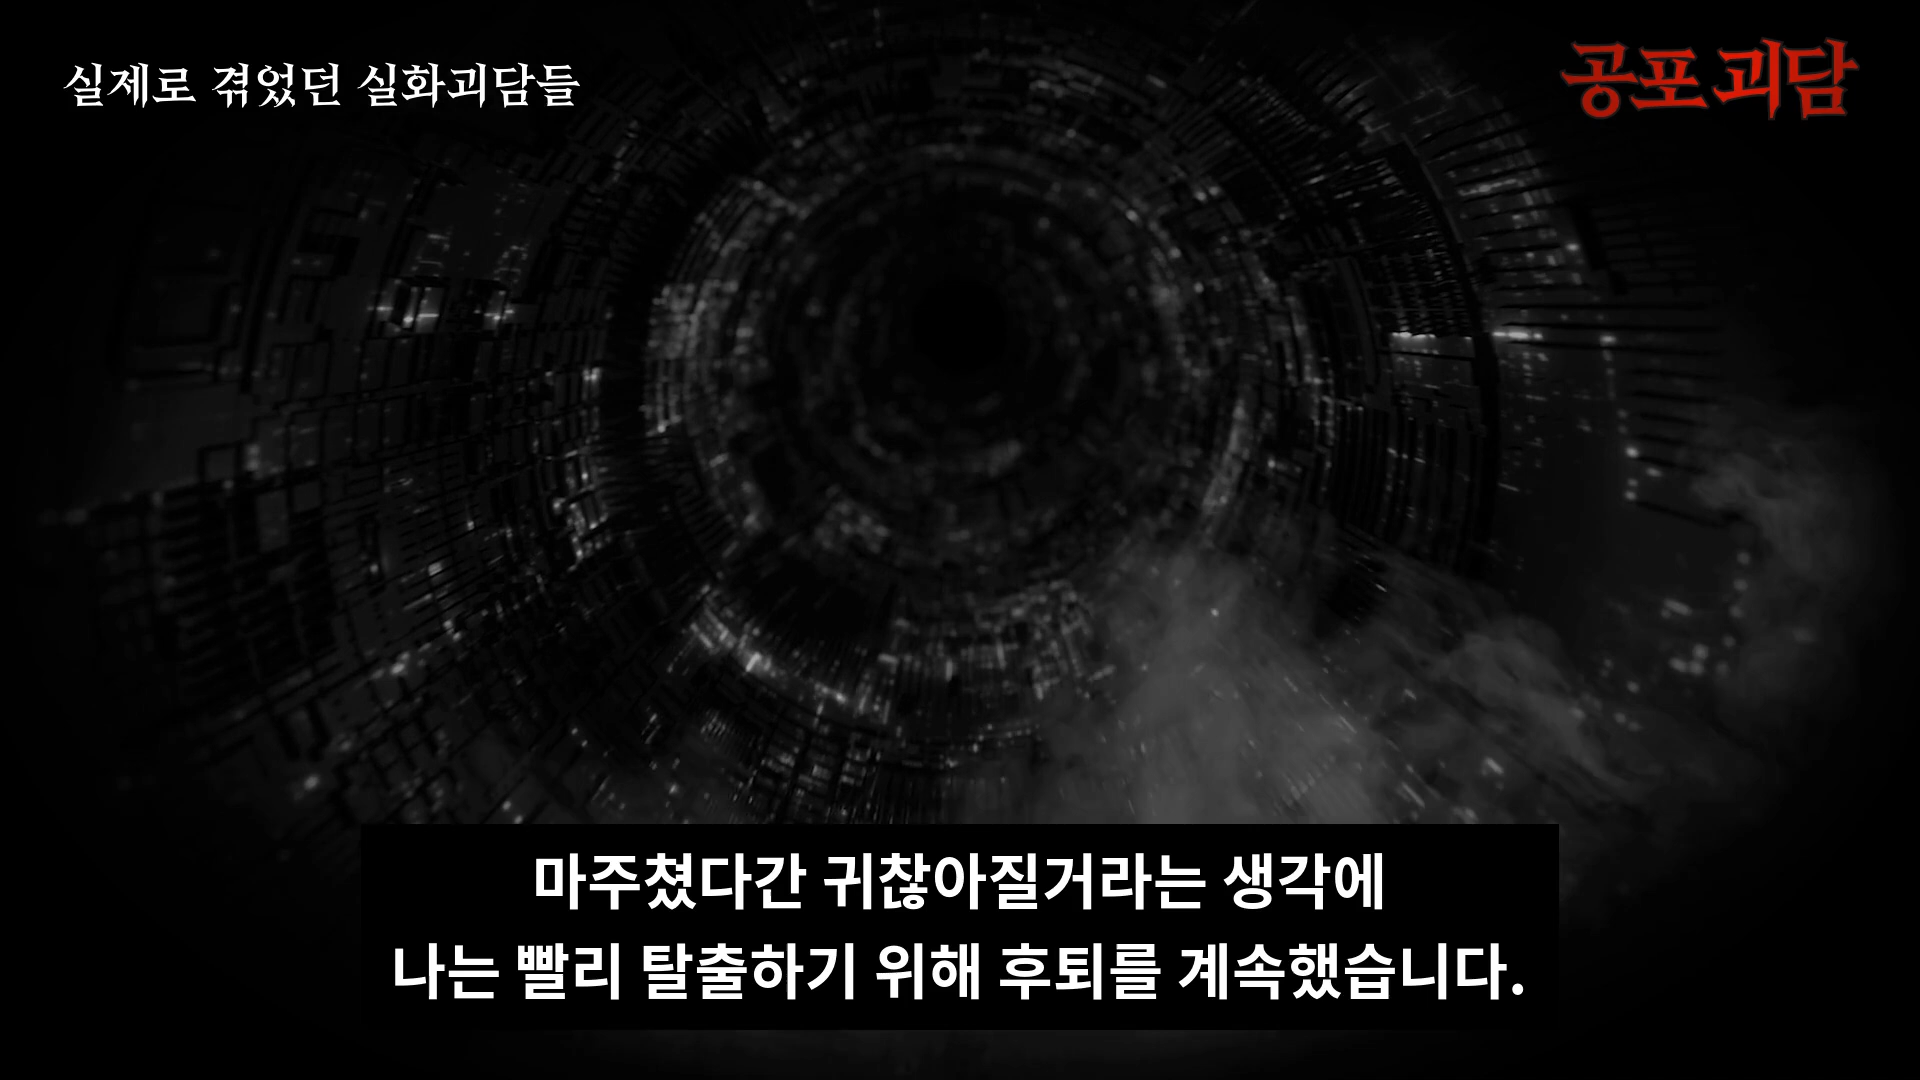 실제로 겪었던 실화괴담들
공포괴담
마주쳤다간 귀찮아질거라는 생각에
나는 빨리 탈출하기 위해 후퇴를 계속했습니다.